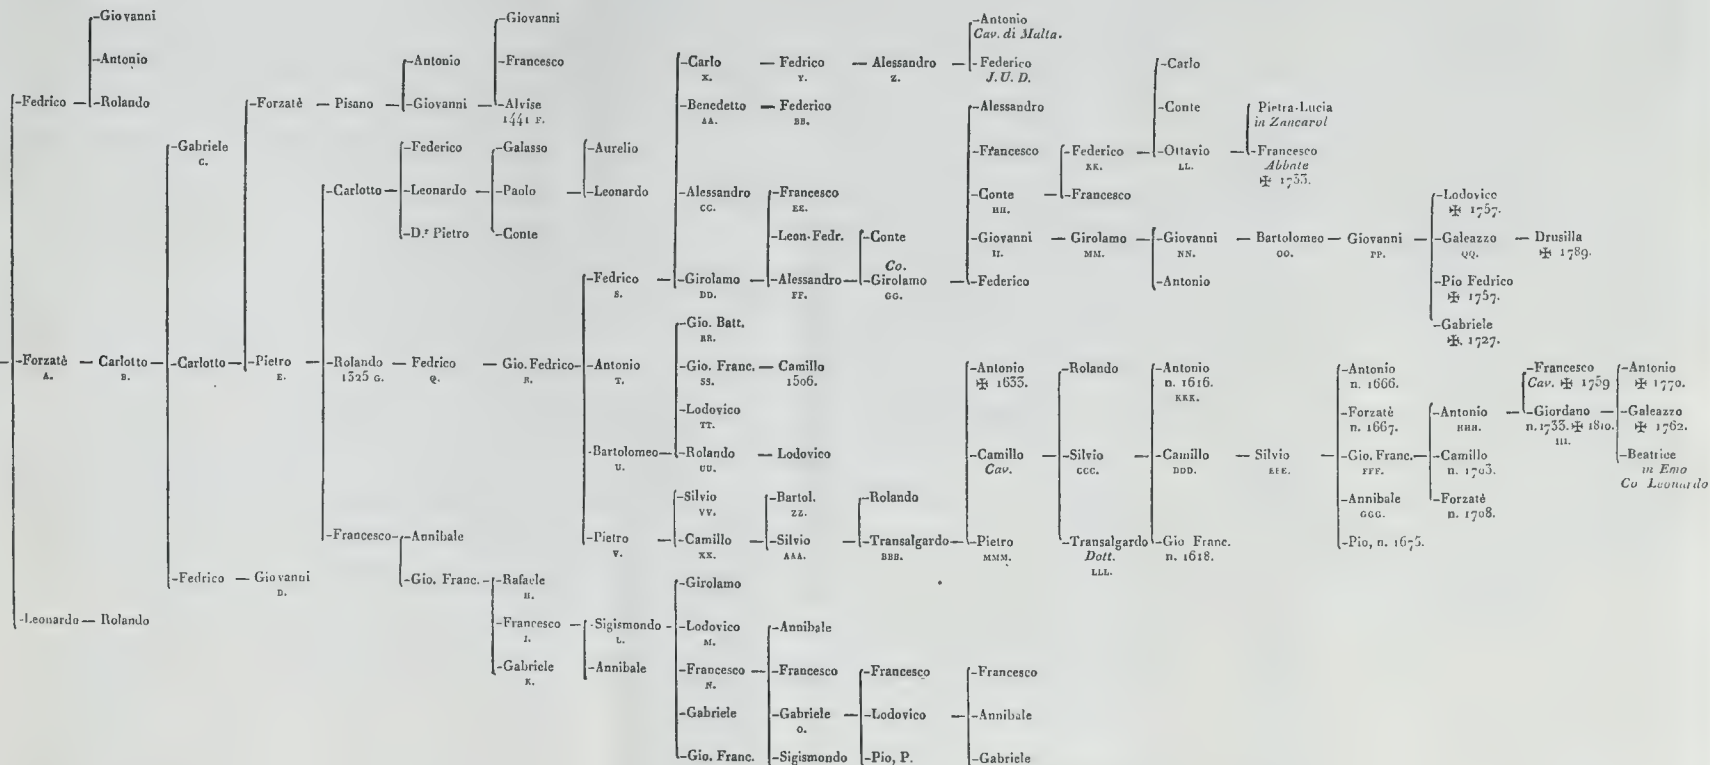 Giovanni
Antonio
Fedrico — Rolando
Forzatè — Carlotto
A. B.
Leonardo — Rolando
Gabriele
C.
Carlotto
Fedrico — Giovanni
D.
Forzatè — Pisano
Pietro
E.
Antonio
Giovanni
Giovanni
Francesco
Alvise
1441 F.
Carlotto
Rolando — Fedrico — Gio. Fedrico
1325 G. Q. R.
Francesco
Federico
Leonardo
D.r Pietro
Galasso
Paolo
Conte
Aurelio
Leonardo
Annibale
Gio. Franc.
Rafaele
H.
Francesco
I.
Gabriele
K.
Sigismondo
L.
Annibale
Girolamo
Lodovico
M.
Francesco
N.
Gabriele
Gio. Franc.
Annibale
Francesco
Gabriele
O.
Sigismondo
Francesco
Lodovico
Pio, P.
Francesco
Annibale
Gabriele
Fedrico
S.
Antonio
T.
Bartolomeo
U.
Pietro
V.
Carlo — Fedrico — Alessandro
X. Y. Z.
Antonio
Cav. di Malta.
Federico
J. U. D.
Benedetto — Federico
AA. BB.
Alessandro
CC.
Girolamo
DD.
Francesco
EE.
Leon-Fedr.
Alessandro
FF.
Conte
Co.
Girolamo
GG.
Alessandro
Francesco
Conte
HH.
Giovanni — Girolamo
II. MM.
Federico
Federico
KK.
Francesco
Carlo
Conte
Ottavio
LL.
Pietra-Lucia
in Zancarol
Francesco
Abbate
✠ 1733.
Giovanni — Bartolomeo — Giovanni
NN. OO. PP.
Antonio
Lodovico
✠ 1757.
Galeazzo — Drusilla
QQ. ✠ 1789.
Pio Fedrico
✠ 1757.
Gabriele
✠. 1727.
Gio. Batt.
RR.
Gio. Franc. — Camillo
SS. 1506.
Lodovico
TT.
Rolando — Lodovico
UU.
Silvio
VV.
Camillo
XX.
Bartol.
ZZ.
Silvio
AAA.
Rolando
Transalgardo
BBB.
Antonio
✠ 1633.
Camillo
Cav.
Pietro
MMM.
Rolando
Silvio
CCC.
Transalgardo
Dott.
LLL.
Antonio
n. 1616.
KKK.
Camillo — Silvio
DDD. EEE.
Gio Franc.
n. 1618.
Antonio
n. 1666.
Forzatè
n. 1667.
Gio. Franc.
FFF.
Annibale
GGG.
Pio, n. 1675.
Antonio
HHH.
Camillo
n. 1703.
Forzatè
n. 1708.
Francesco
Cav. ✠ 1759
Giordano
n. 1733. ✠ 1810.
III.
Antonio
✠ 1770.
Galeazzo
✠ 1762.
Beatrice
in Emo
Co Leonardo